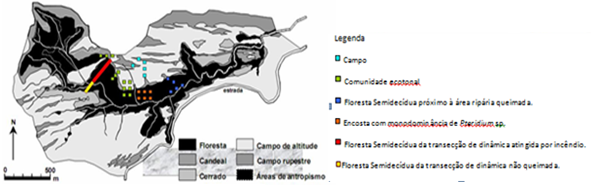 Legenda
Campo
Comunidade ecotonal.
Floresta Semidecídua próximo à área ripária queimada.
Encosta com monodominância de Pteridium sp.
Floresta Semidecídua da transecção de dinâmica atingida por incêndio.
Floresta Semidecídua da transecção de dinâmica não queimada.
estrada
N
0 500
m
Floresta
Candeal
Cerrado
Campo de altitude
Campo rupestre
Áreas de antropismo